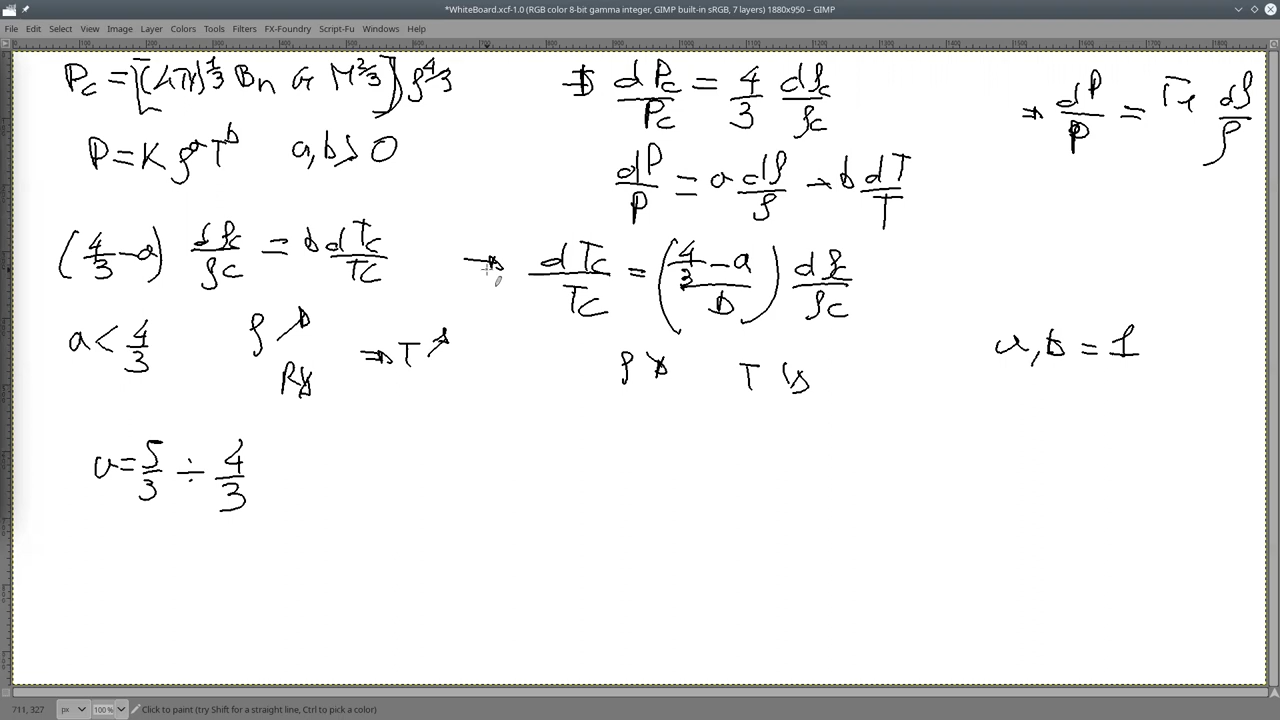 *WhiteBoard.xcf-1.0 (RGB color 8-bit gamma integer, GIMP built-in sRGB, 7 layers) 1880x950 – GIMP
File Edit Select View Image Layer Colors Tools Filters FX-Foundry Script-Fu Windows Help
P_c = [(4π)^{1/3} B_n G M^{2/3}] ρ^{4/3} ⇒ dP_c/P_c = 4/3 dρ_c/ρ_c ⇒ dP/P = dρ/ρ
P = K ρ^a T^b a, b > 0 dP/P = a dρ/ρ + b dT/T
(4/3 − a) dρ_c/ρ_c = b dT_c/T_c → dT_c/T_c = ((4/3 − a)/b) dρ_c/ρ_c
a < 4/3 ρ ↗ R ↘ ⇒ T ↗ ρ ↘ T ↘ a, b = 1
a = 5/3 ÷ 4/3
711, 327 px 100% Click to paint (try Shift for a straight line, Ctrl to pick a color)